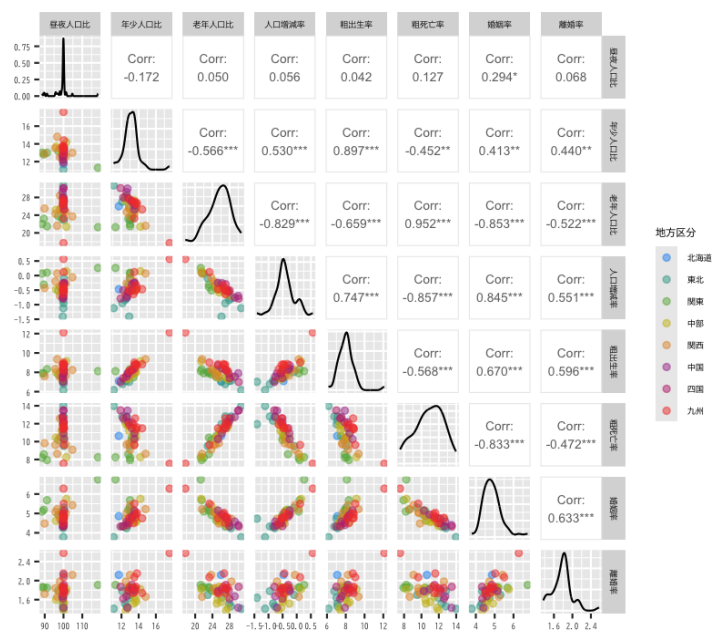 昼夜人口比 年少人口比 老年人口比 人口増減率 粗出生率 粗死亡率 婚姻率 離婚率
0.75
0.50
0.25
0.00
Corr:
-0.172
Corr:
0.050
Corr:
0.056
Corr:
0.042
Corr:
0.127
Corr:
0.294*
Corr:
0.068
昼夜人口比
16
14
12
Corr:
-0.566***
Corr:
0.530***
Corr:
0.897***
Corr:
-0.452**
Corr:
0.413**
Corr:
0.440**
年少人口比
28
24
20
Corr:
-0.829***
Corr:
-0.659***
Corr:
0.952***
Corr:
-0.853***
Corr:
-0.522***
老年人口比
0.5
0.0
-0.5
-1.0
-1.5
Corr:
0.747***
Corr:
-0.857***
Corr:
0.845***
Corr:
0.551***
人口増減率
12
10
8
6
Corr:
-0.568***
Corr:
0.670***
Corr:
0.596***
粗出生率
14
12
10
8
Corr:
-0.833***
Corr:
-0.472***
粗死亡率
6
5
4
Corr:
0.633***
婚姻率
2.4
2.0
1.6
離婚率
90 100 110 12 14 16 20 24 28 -1.5 -1.0 -0.5 0.0 0.5 6 8 10 12 8 10 12 14 4 5 6 1.6 2.0 2.4
地方区分
北海道
東北
関東
中部
関西
中国
四国
九州